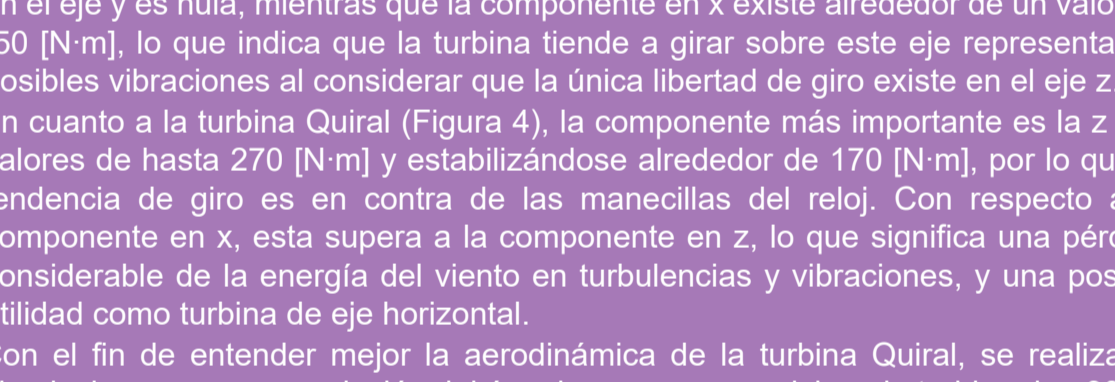 n el eje y es nula, mientras que la componente en x existe alrededor de un valo
50 [N·m], lo que indica que la turbina tiende a girar sobre este eje representa
osibles vibraciones al considerar que la única libertad de giro existe en el eje z.
n cuanto a la turbina Quiral (Figura 4), la componente más importante es la z
alores de hasta 270 [N·m] y estabilizándose alrededor de 170 [N·m], por lo qu
endencia de giro es en contra de las manecillas del reloj. Con respecto a
omponente en x, esta supera a la componente en z, lo que significa una pérd
onsiderable de la energía del viento en turbulencias y vibraciones, y una pos
tilidad como turbina de eje horizontal.
Con el fin de entender mejor la aerodinámica de la turbina Quiral, se realiza